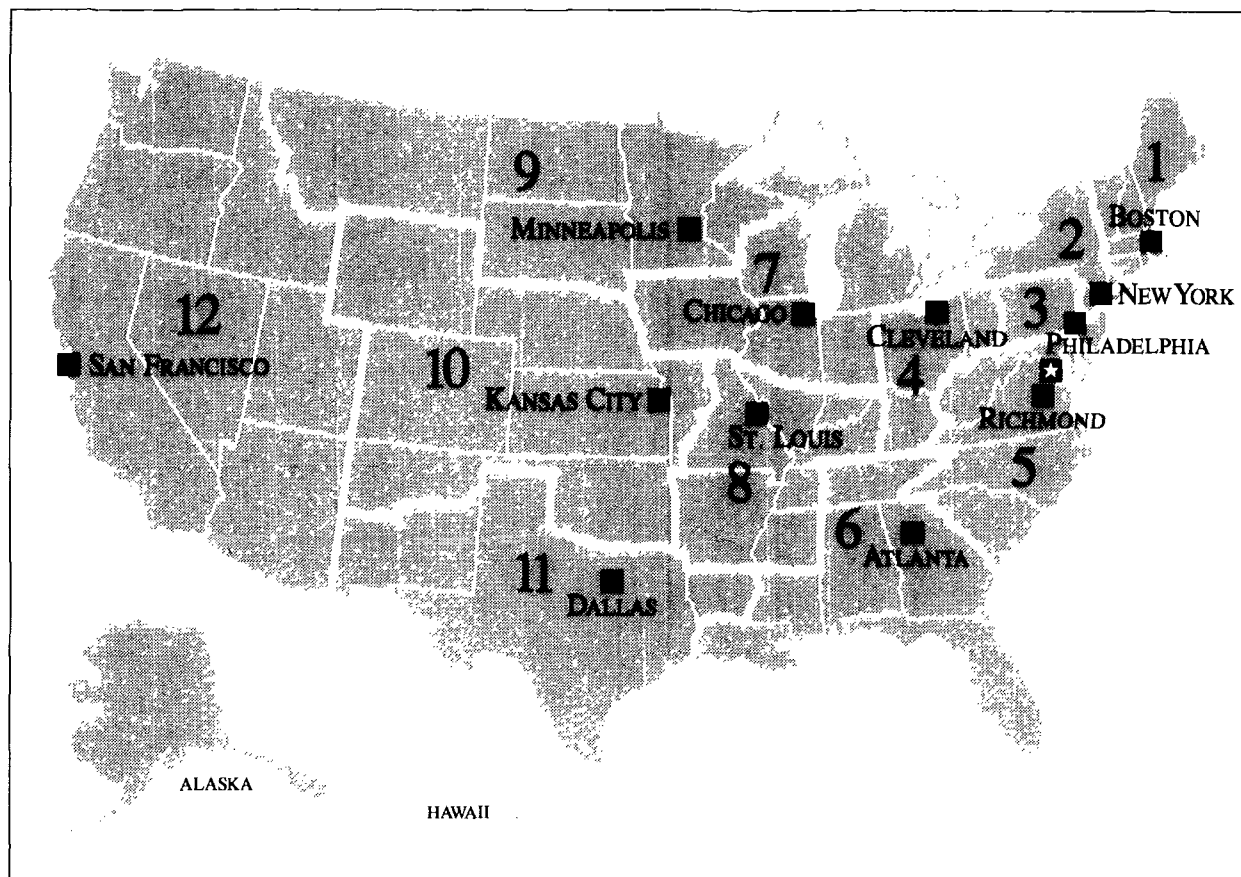 1
9
BOSTON
MINNEAPOLIS
2
7
NEW YORK
12
CHICAGO
3
CLEVELAND
PHILADELPHIA
SAN FRANCISCO
10
4
KANSAS CITY
RICHMOND
ST. LOUIS
5
8
6
ATLANTA
11
DALLAS
ALASKA
HAWAII